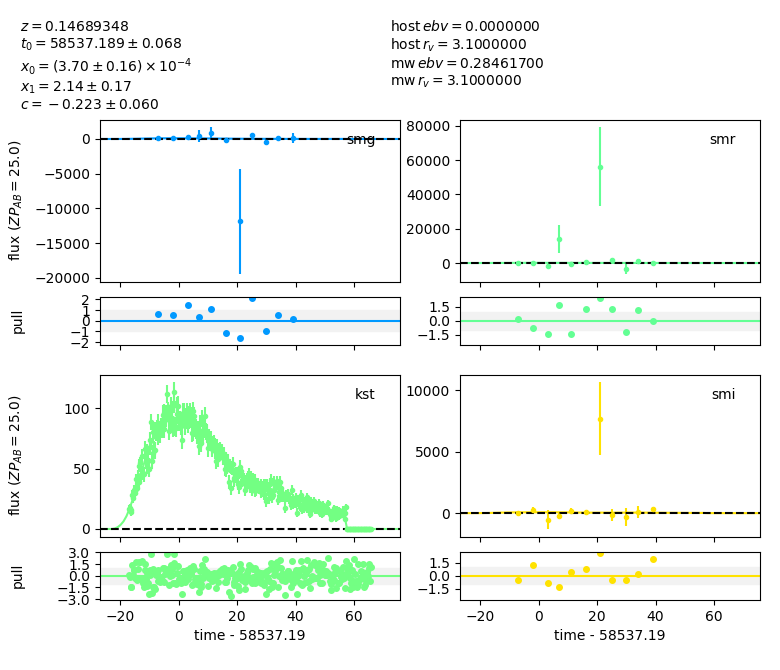 z = 0.14689348
t₀ = 58537.189 ± 0.068
x₀ = (3.70 ± 0.16) × 10⁻⁴
x₁ = 2.14 ± 0.17
c = −0.223 ± 0.060
host ebv = 0.0000000
host r_v = 3.1000000
mw ebv = 0.28461700
mw r_v = 3.1000000
flux (ZP_AB = 25.0)
0
−5000
−10000
−15000
−20000
smg
80000
60000
40000
20000
0
smr
pull
2
1
0
−1
−2
1.5
0.0
−1.5
flux (ZP_AB = 25.0)
100
50
0
kst
10000
5000
0
smi
pull
3.0
1.5
0.0
−1.5
−3.0
1.5
0.0
−1.5
−20 0 20 40 60
−20 0 20 40 60
time - 58537.19
time - 58537.19